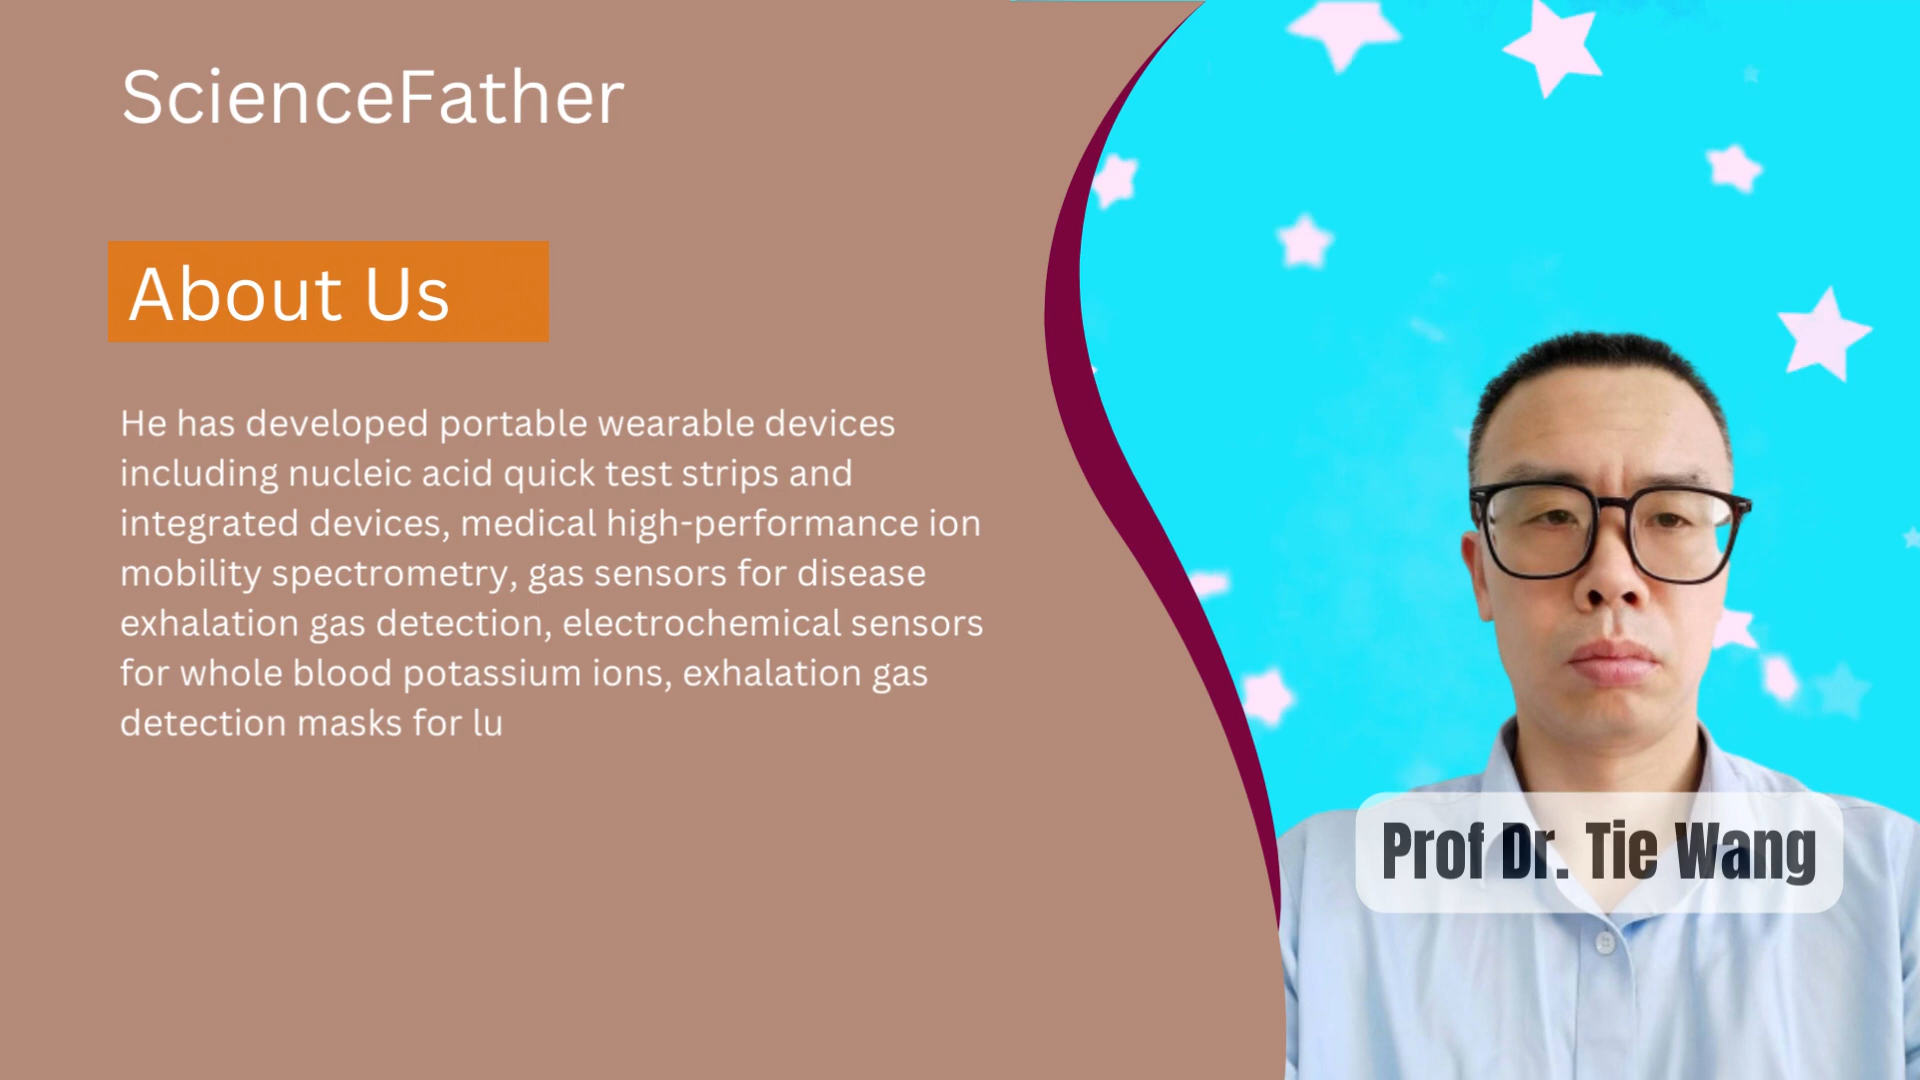 ScienceFather
About Us
He has developed portable wearable devices
including nucleic acid quick test strips and
integrated devices, medical high-performance ion
mobility spectrometry, gas sensors for disease
exhalation gas detection, electrochemical sensors
for whole blood potassium ions, exhalation gas
detection masks for lu
Prof Dr. Tie Wang